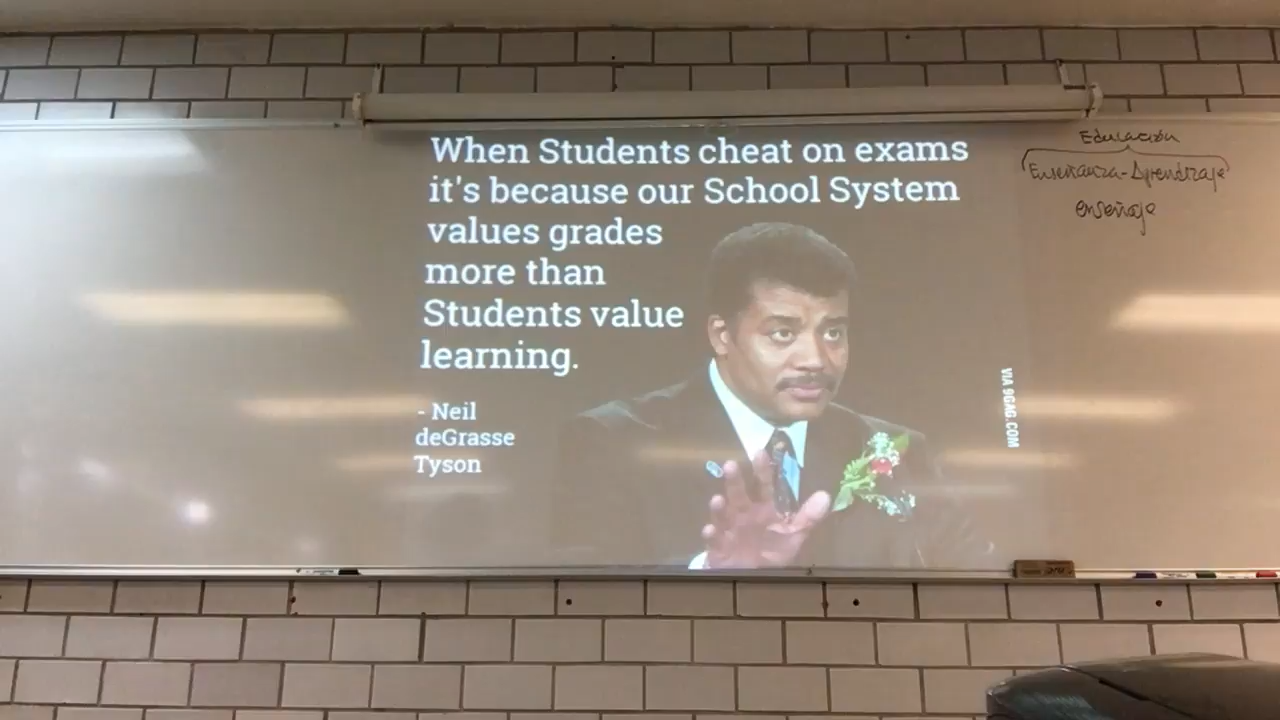 When Students cheat on exams
it's because our School System
values grades
more than
Students value
learning.
- Neil
deGrasse
Tyson
VIA 9GAG.COM
Educación
Enseñanza-Aprendizaje
enseñaje